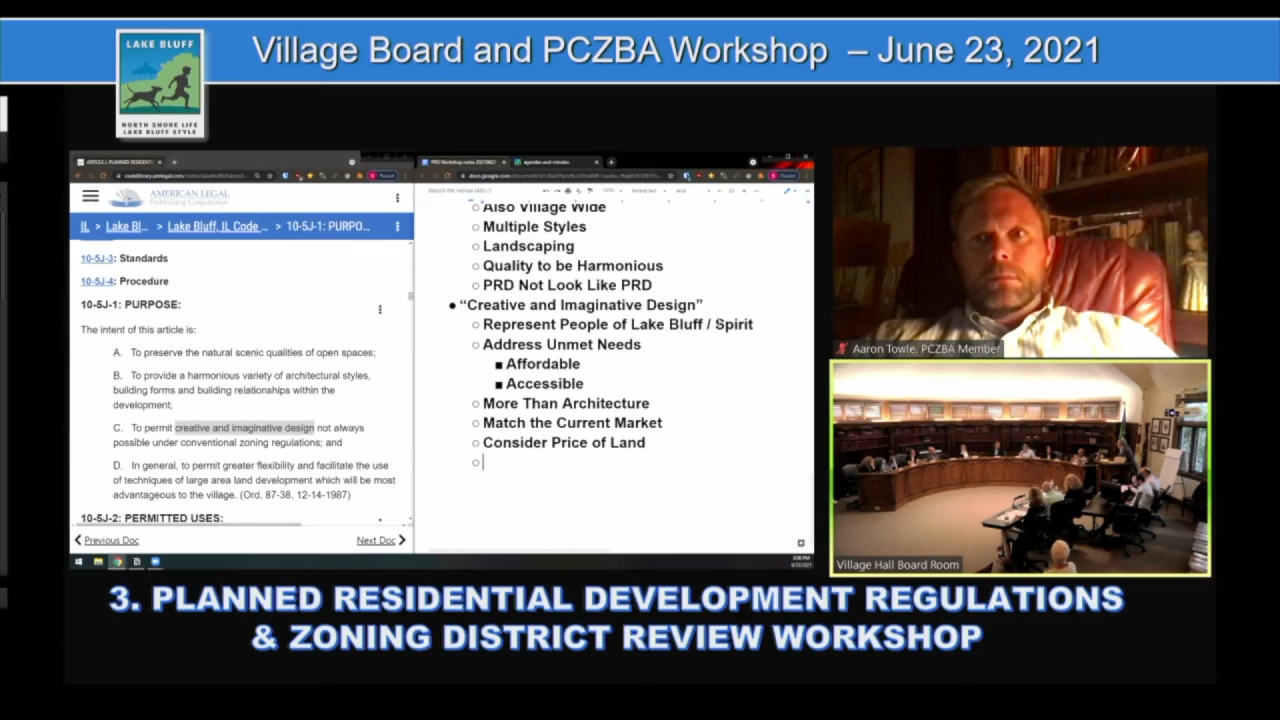 LAKE BLUFF
NORTH SHORE LIFE
LAKE BLUFF STYLE
Village Board and PCZBA Workshop – June 23, 2021
AMERICAN LEGAL
Publishing Corporation
IL > Lake Bl... > Lake Bluff, IL Code ... > 10-5J-1: PURPO...
10-5J-3: Standards
10-5J-4: Procedure
10-5J-1: PURPOSE:
The intent of this article is:
A. To preserve the natural scenic qualities of open spaces;
B. To provide a harmonious variety of architectural styles,
building forms and building relationships within the
development;
C. To permit creative and imaginative design not always
possible under conventional zoning regulations; and
D. In general, to permit greater flexibility and facilitate the use
of techniques of large area land development which will be most
advantageous to the village. (Ord. 87-38, 12-14-1987)
10-5J-2: PERMITTED USES:
Previous Doc
Next Doc
Also Village Wide
Multiple Styles
Landscaping
Quality to be Harmonious
PRD Not Look Like PRD
“Creative and Imaginative Design”
Represent People of Lake Bluff / Spirit
Address Unmet Needs
Affordable
Accessible
More Than Architecture
Match the Current Market
Consider Price of Land
Aaron Towle, PCZBA Member
Village Hall Board Room
3. PLANNED RESIDENTIAL DEVELOPMENT REGULATIONS
& ZONING DISTRICT REVIEW WORKSHOP